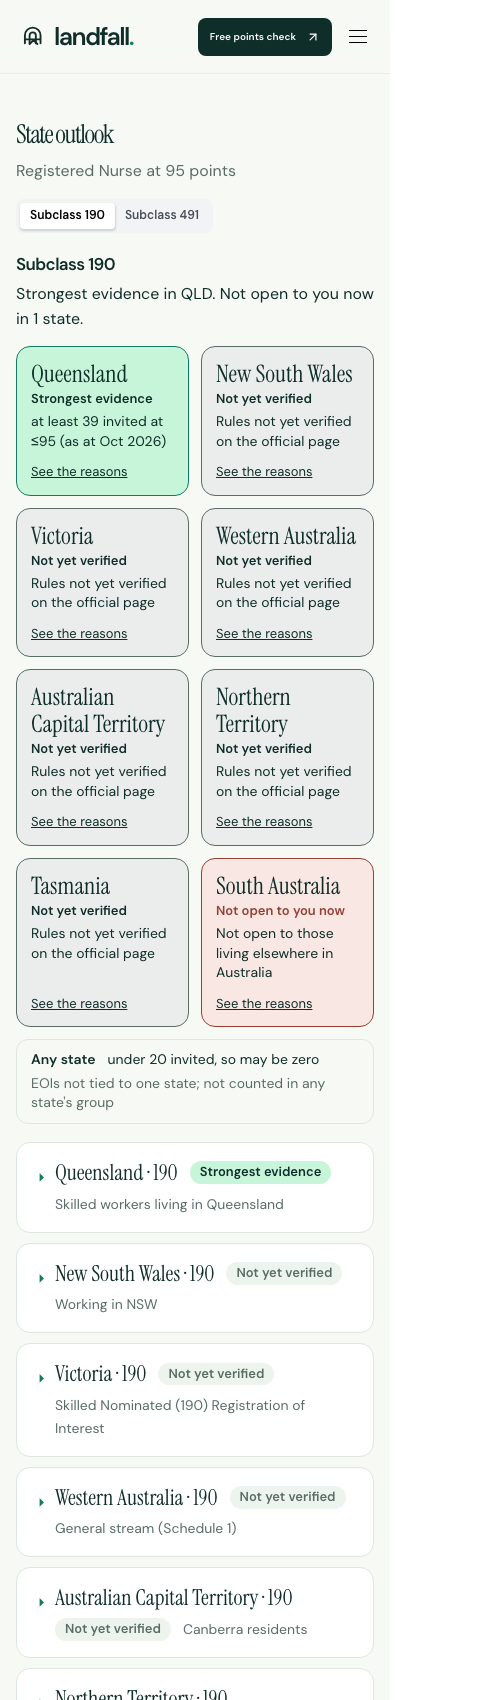 landfall.
Free points check
State outlook
Registered Nurse at 95 points
Subclass 190
Subclass 491
Subclass 190
Strongest evidence in QLD. Not open to you now
in 1 state.
Queensland
Strongest evidence
at least 39 invited at
≤95 (as at Oct 2026)
See the reasons
New South Wales
Not yet verified
Rules not yet verified
on the official page
See the reasons
Victoria
Not yet verified
Rules not yet verified
on the official page
See the reasons
Western Australia
Not yet verified
Rules not yet verified
on the official page
See the reasons
Australian
Capital Territory
Not yet verified
Rules not yet verified
on the official page
See the reasons
Northern
Territory
Not yet verified
Rules not yet verified
on the official page
See the reasons
Tasmania
Not yet verified
Rules not yet verified
on the official page
See the reasons
South Australia
Not open to you now
Not open to those
living elsewhere in
Australia
See the reasons
Any state under 20 invited, so may be zero
EOIs not tied to one state; not counted in any
state's group
Queensland · 190 Strongest evidence
Skilled workers living in Queensland
New South Wales · 190 Not yet verified
Working in NSW
Victoria · 190 Not yet verified
Skilled Nominated (190) Registration of
Interest
Western Australia · 190 Not yet verified
General stream (Schedule 1)
Australian Capital Territory · 190
Not yet verified Canberra residents
Northern Territory · 190